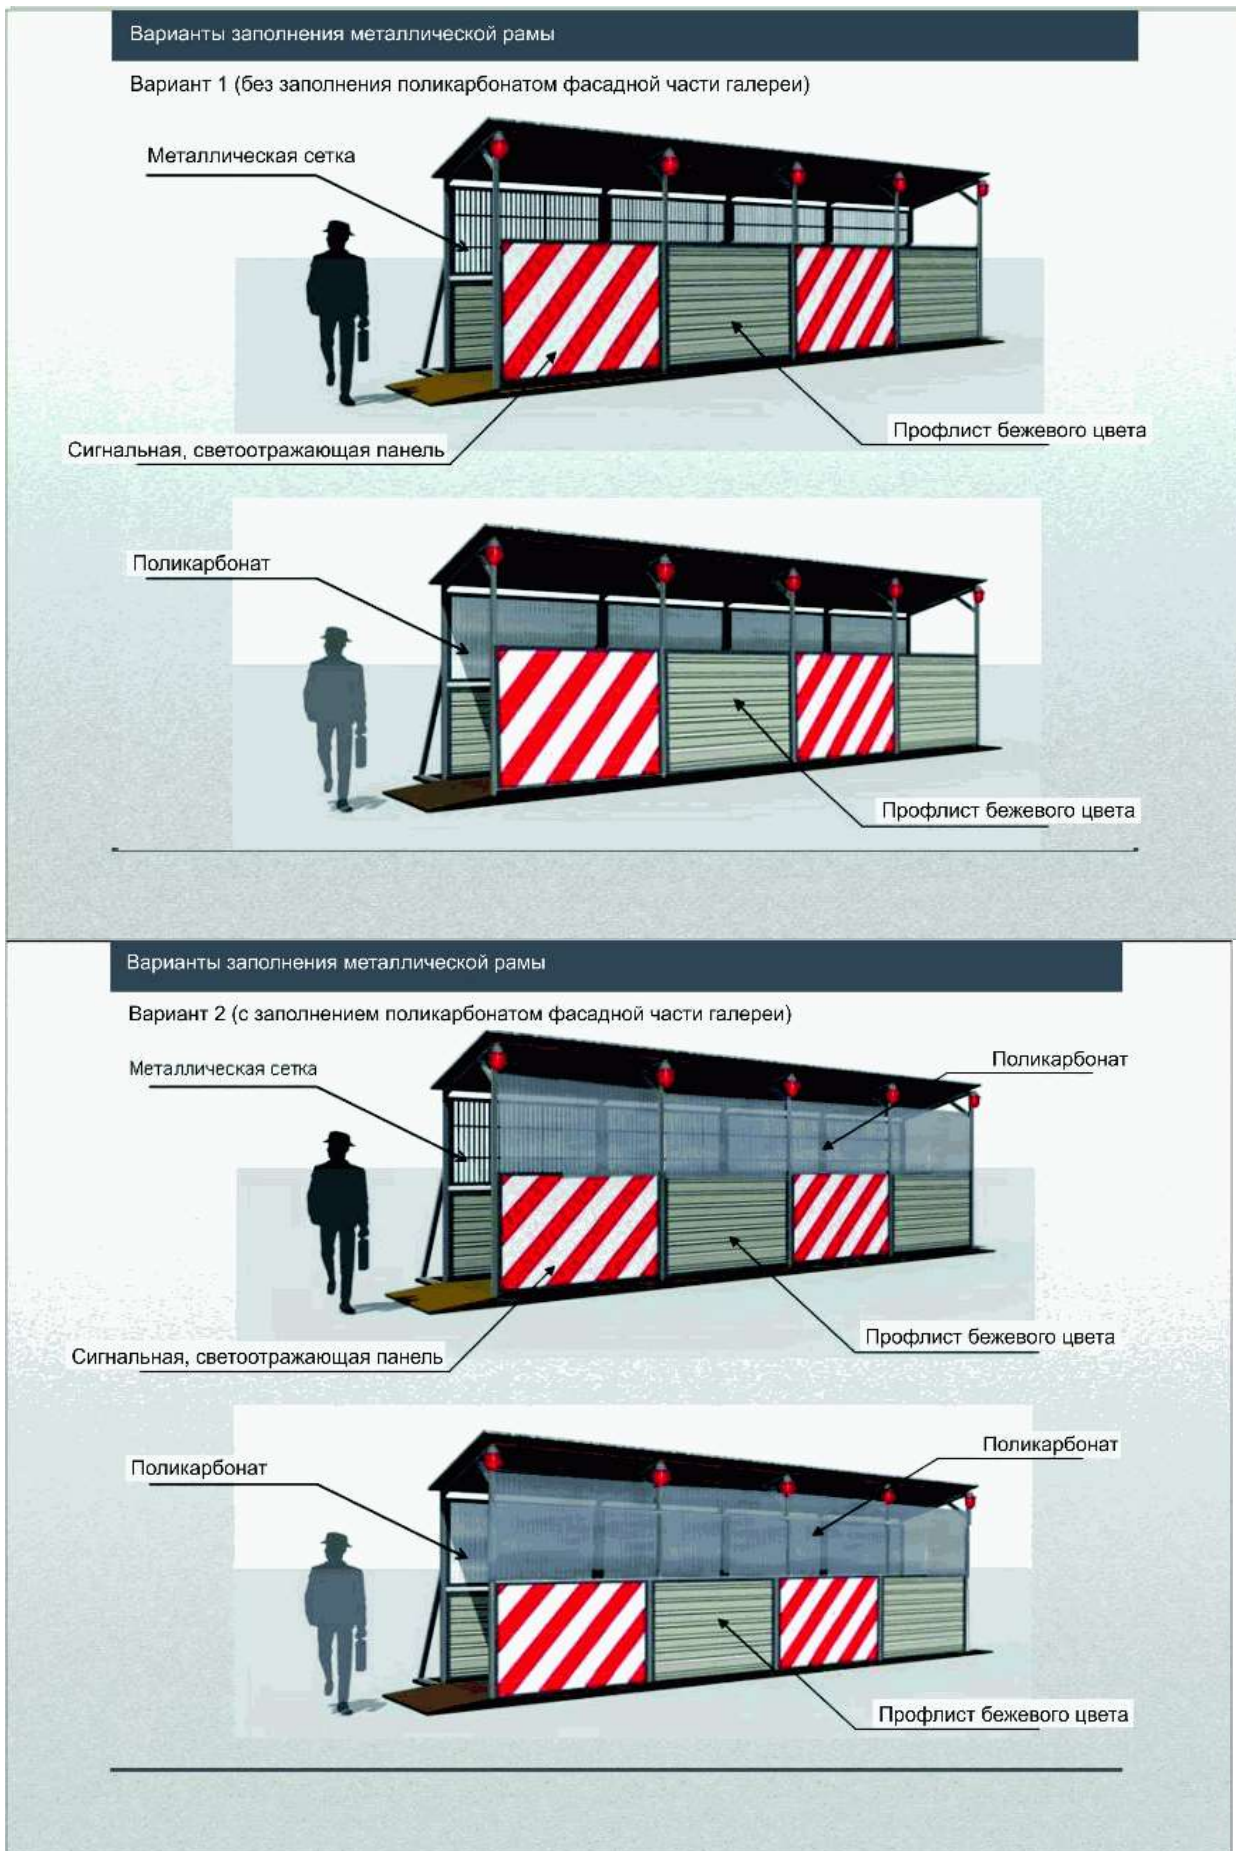 Варианты заполнения металлической рамы
Вариант 1 (без заполнения поликарбонатом фасадной части галереи)
Металлическая сетка
Профлист бежевого цвета
Сигнальная, светоотражающая панель
Поликарбонат
Профлист бежевого цвета
Варианты заполнения металлической рамы
Вариант 2 (с заполнением поликарбонатом фасадной части галереи)
Поликарбонат
Металлическая сетка
Профлист бежевого цвета
Сигнальная, светоотражающая панель
Поликарбонат
Поликарбонат
Профлист бежевого цвета